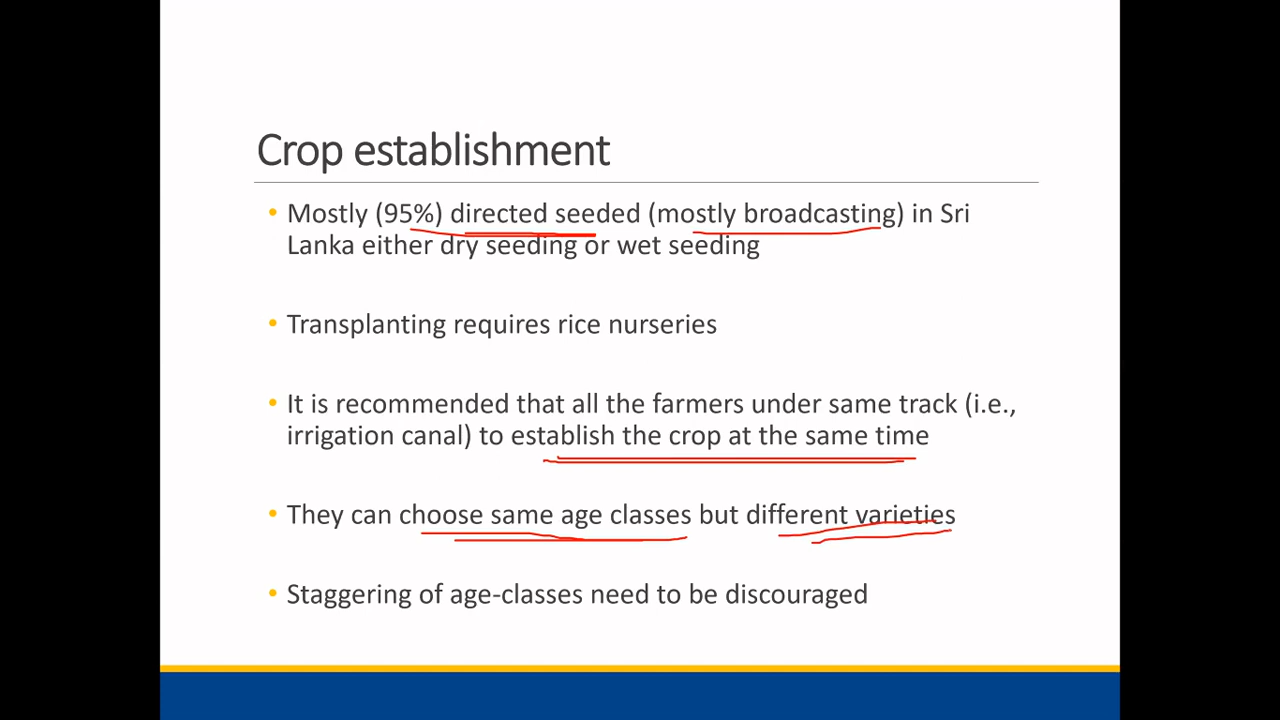 Crop establishment
• Mostly (95%) directed seeded (mostly broadcasting) in Sri
Lanka either dry seeding or wet seeding
• Transplanting requires rice nurseries
• It is recommended that all the farmers under same track (i.e.,
irrigation canal) to establish the crop at the same time
• They can choose same age classes but different varieties
• Staggering of age-classes need to be discouraged